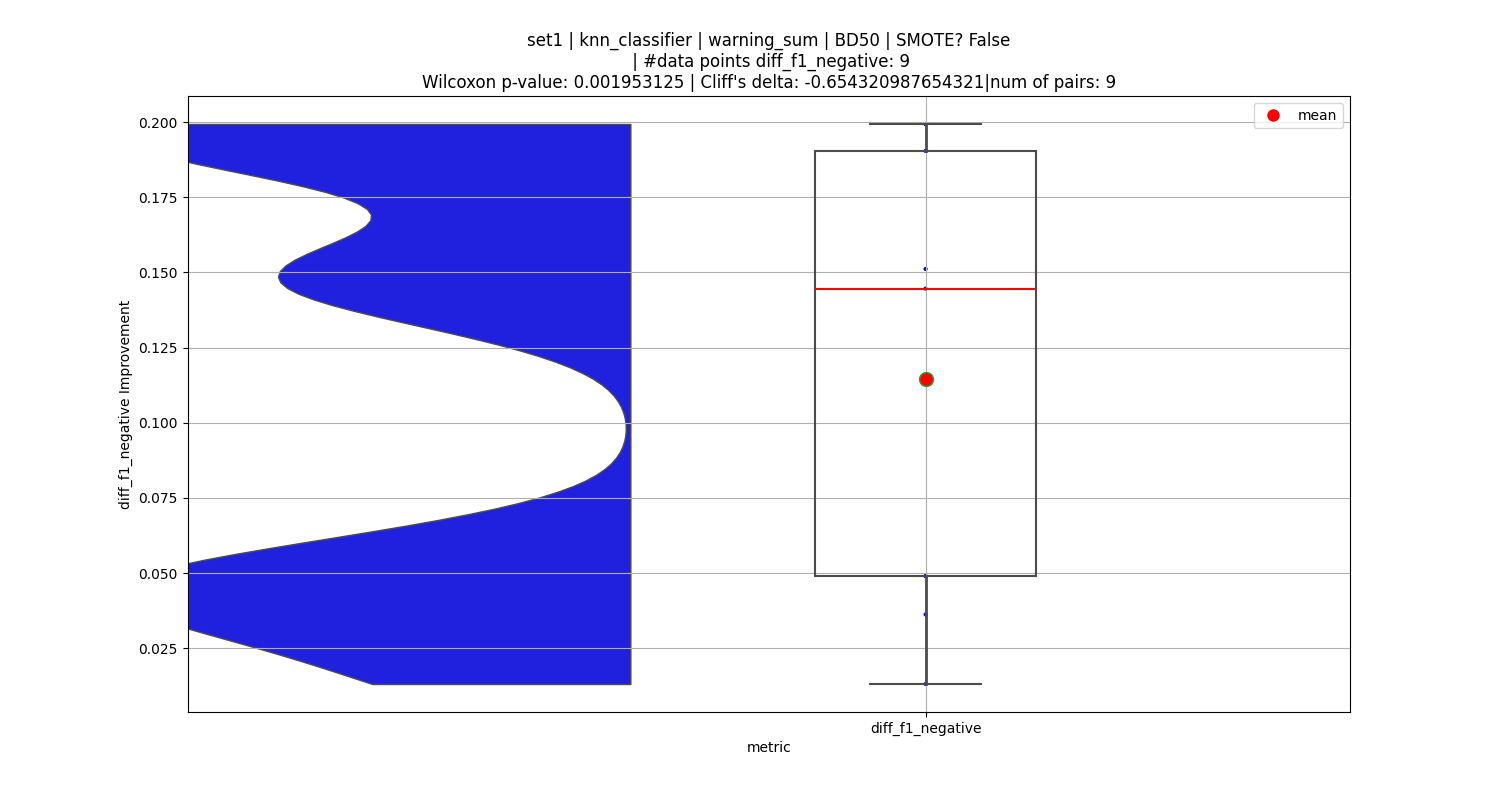 set1 | knn_classifier | warning_sum | BD50 | SMOTE? False
| #data points diff_f1_negative: 9
Wilcoxon p-value: 0.001953125 | Cliff's delta: -0.654320987654321|num of pairs: 9
mean
0.200
0.175
0.150
0.125
0.100
0.075
0.050
0.025
diff_f1_negative Improvement
diff_f1_negative
metric